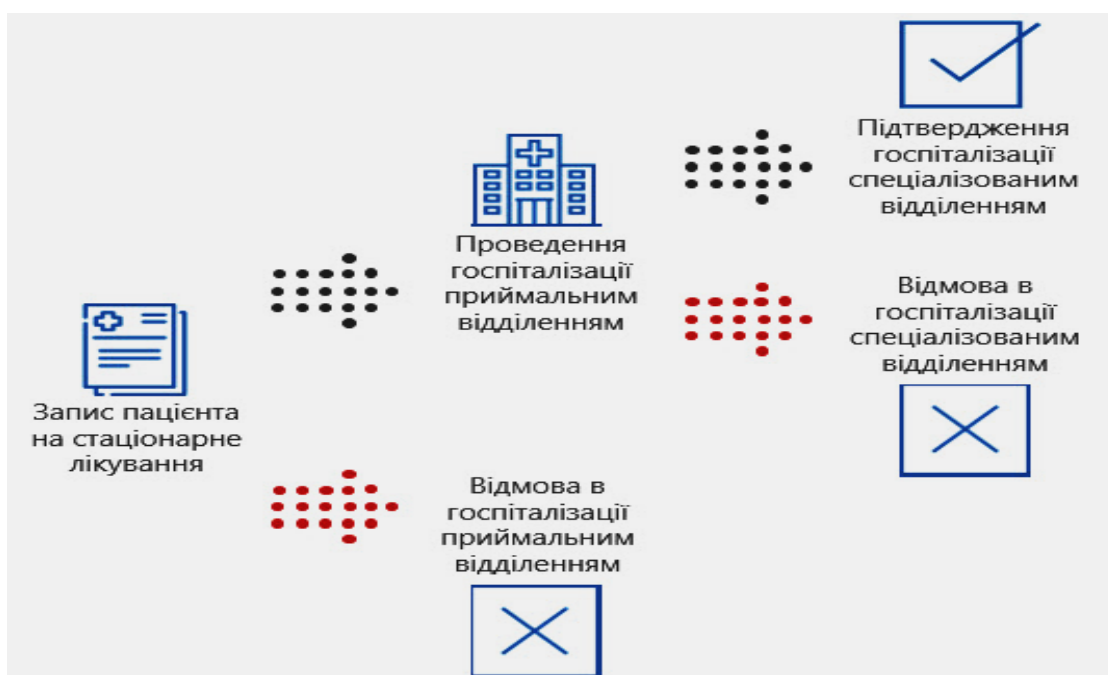 Запис пацієнта
на стаціонарне
лікування
Проведення
госпіталізації
приймальним
відділенням
Відмова в
госпіталізації
приймальним
відділенням
Підтвердження
госпіталізації
спеціалізованим
відділенням
Відмова в
госпіталізації
спеціалізованим
відділенням